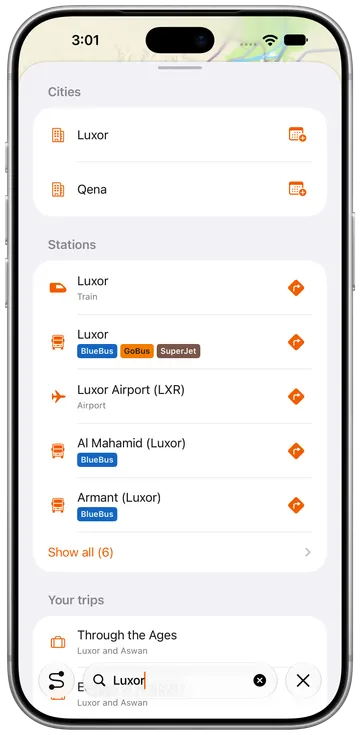 3:01
Cities
Luxor
Qena
Stations
Luxor
Train
Luxor
BlueBus GoBus SuperJet
Luxor Airport (LXR)
Airport
Al Mahamid (Luxor)
BlueBus
Armant (Luxor)
BlueBus
Show all (6)
Your trips
Through the Ages
Luxor and Aswan
Luxor
Luxor and Aswan